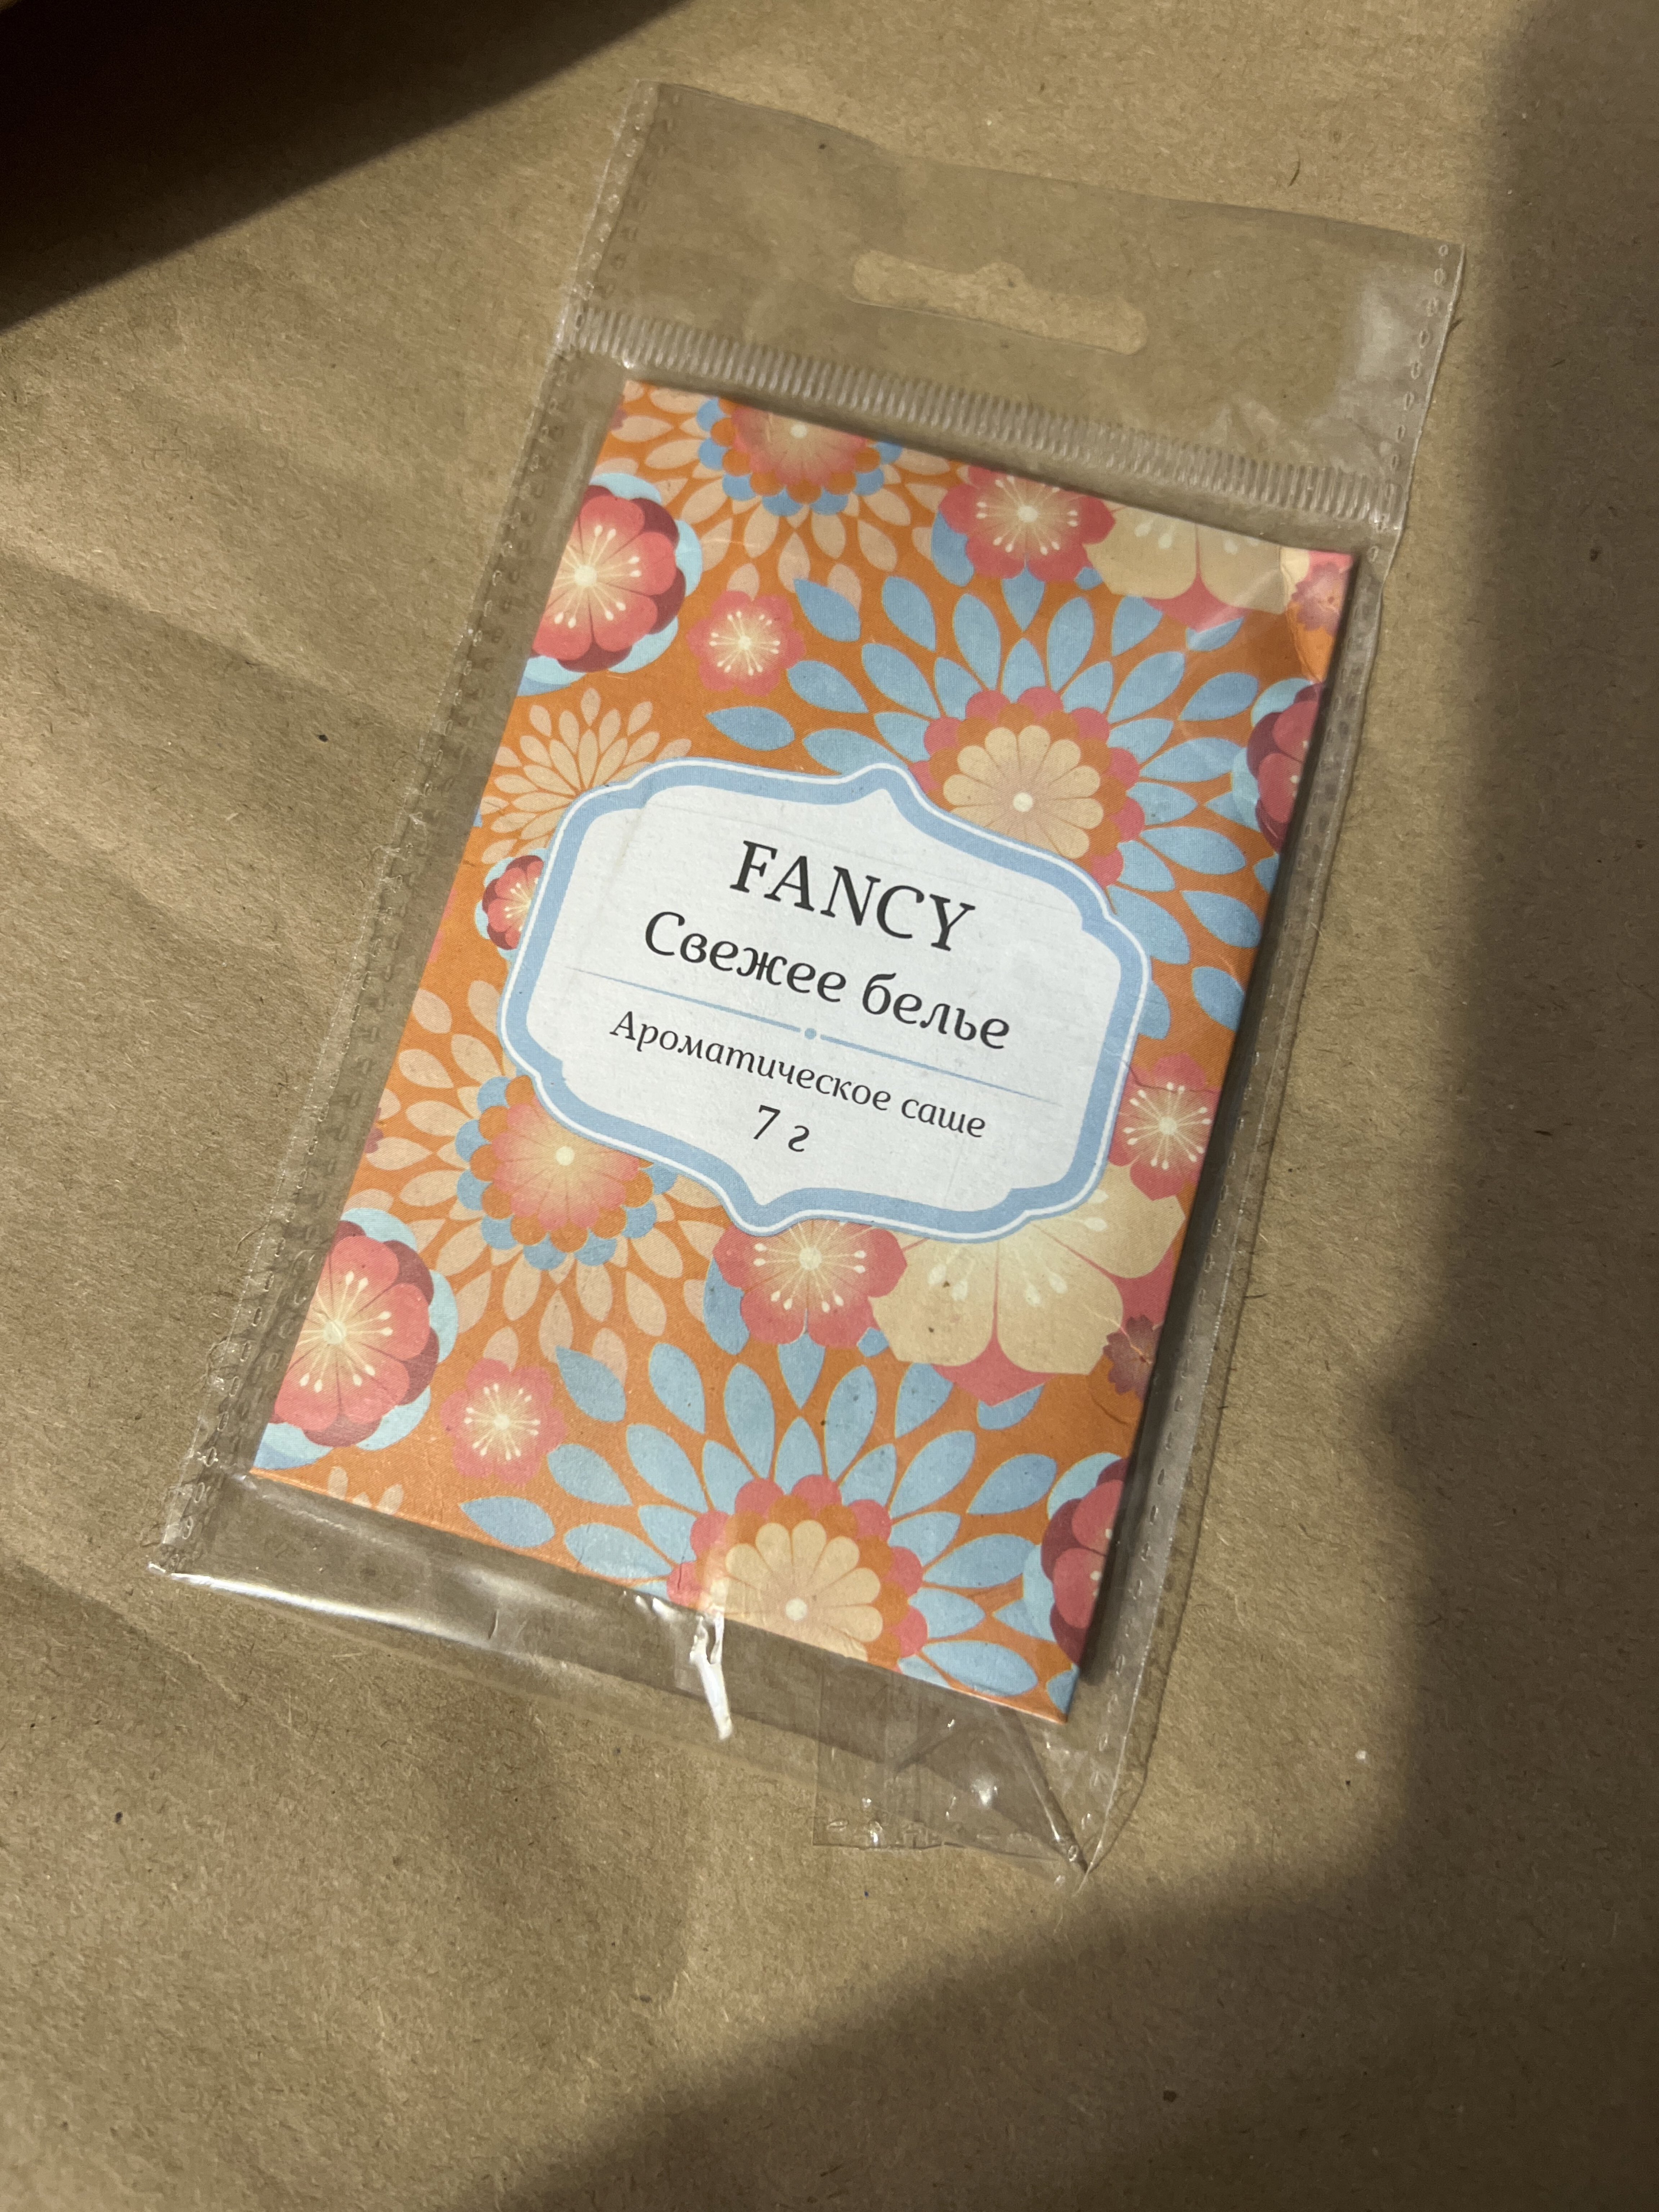 FANCY
Свежее белье
Ароматическое саше
7 г